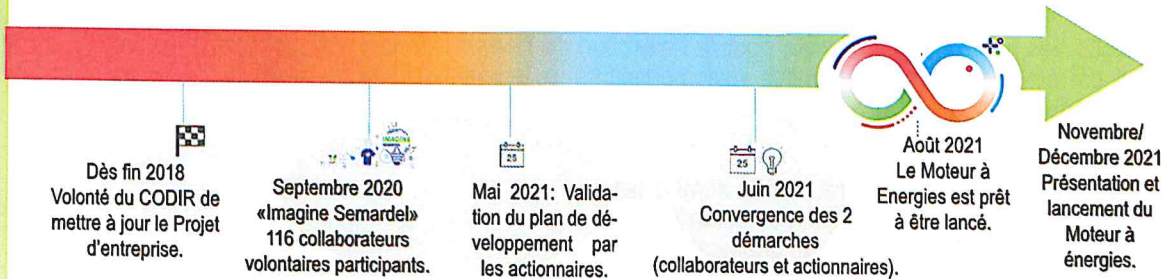 Dès fin 2018
Volonté du CODIR de
mettre à jour le Projet
d'entreprise.
IMAGINE
Septembre 2020
«Imagine Semardel»
116 collaborateurs
volontaires participants.
25
Mai 2021: Valida-
tion du plan de dé-
veloppement par
les actionnaires.
25
Juin 2021
Convergence des 2
démarches
(collaborateurs et actionnaires).
Août 2021
Le Moteur à
Energies est prêt
à être lancé.
Novembre/
Décembre 2021
Présentation et
lancement du
Moteur à
énergies.